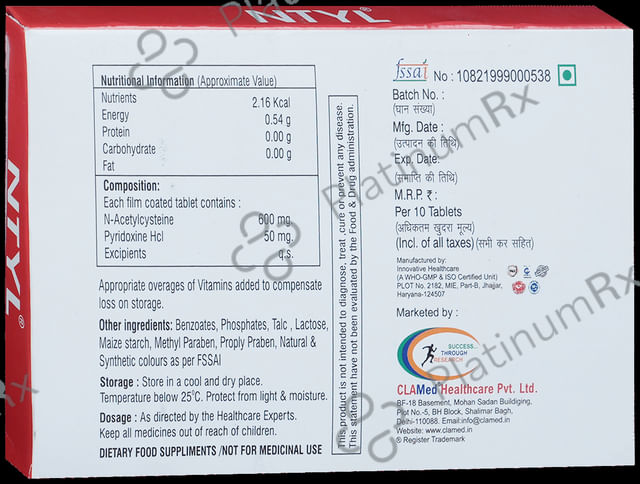 NTYL®
NTYL®
Nutritional Information (Approximate Value)
Nutrients
Energy 2.16 Kcal
Protein 0.54 g
Carbohydrate 0.00 g
Fat 0.00 g
Composition:
Each film coated tablet contains :
N-Acetylcysteine 600 mg
Pyridoxine Hcl 50 mg
Excipients q.s.
Appropriate overages of Vitamins added to compensate
loss on storage.
Other ingredients: Benzoates, Phosphates, Talc , Lactose,
Maize starch, Methyl Paraben, Proply Praben, Natural &
Synthetic colours as per FSSAI
Storage : Store in a cool and dry place.
Temperature below 25°C. Protect from light & moisture.
Dosage : As directed by the Healthcare Experts.
Keep all medicines out of reach of children.
DIETARY FOOD SUPPLIMENTS /NOT FOR MEDICINAL USE
This product is not intended to diagnose, treat ,cure or prevent any disease.
This statement have not been evaluated by the Food & Drug administration.
fssai No : 10821999000538
Batch No. :
(घान संख्या)
Mfg. Date :
(उत्पादन की तिथि)
Exp. Date:
(समाप्ति की तिथि)
M.R.P. ₹ :
Per 10 Tablets
(अधिकतम खुदरा मूल्य)
(Incl. of all taxes) (सभी कर सहित)
Manufactured by:
Innovative Healthcare
(A WHO-GMP & ISO Certified Unit)
PLOT No. 2182, MIE, Part-B, Jhajjar,
Haryana-124507
Marketed by :
SUCCESS...
THROUGH
RESEARCH
CLAMed Healthcare Pvt. Ltd.
BF-18 Basement, Mohan Sadan Buildiging,
Plot No.-5, BH Block, Shalimar Bagh,
Delhi-110088. Email:info@clamed.in
Website: www.clamed.in
® Register Trademark
PlatinumRx
PlatinumRx
PlatinumRx